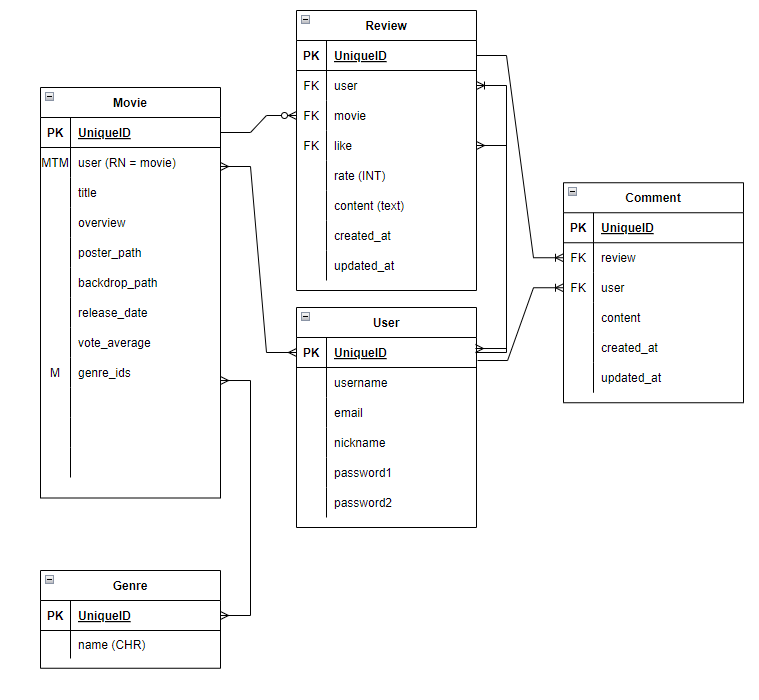 Review
PK UniqueID
FK user
FK movie
FK like
rate (INT)
content (text)
created_at
updated_at
Movie
PK UniqueID
MTM user (RN = movie)
title
overview
poster_path
backdrop_path
release_date
vote_average
M genre_ids
Comment
PK UniqueID
FK review
FK user
content
created_at
updated_at
User
PK UniqueID
username
email
nickname
password1
password2
Genre
PK UniqueID
name (CHR)